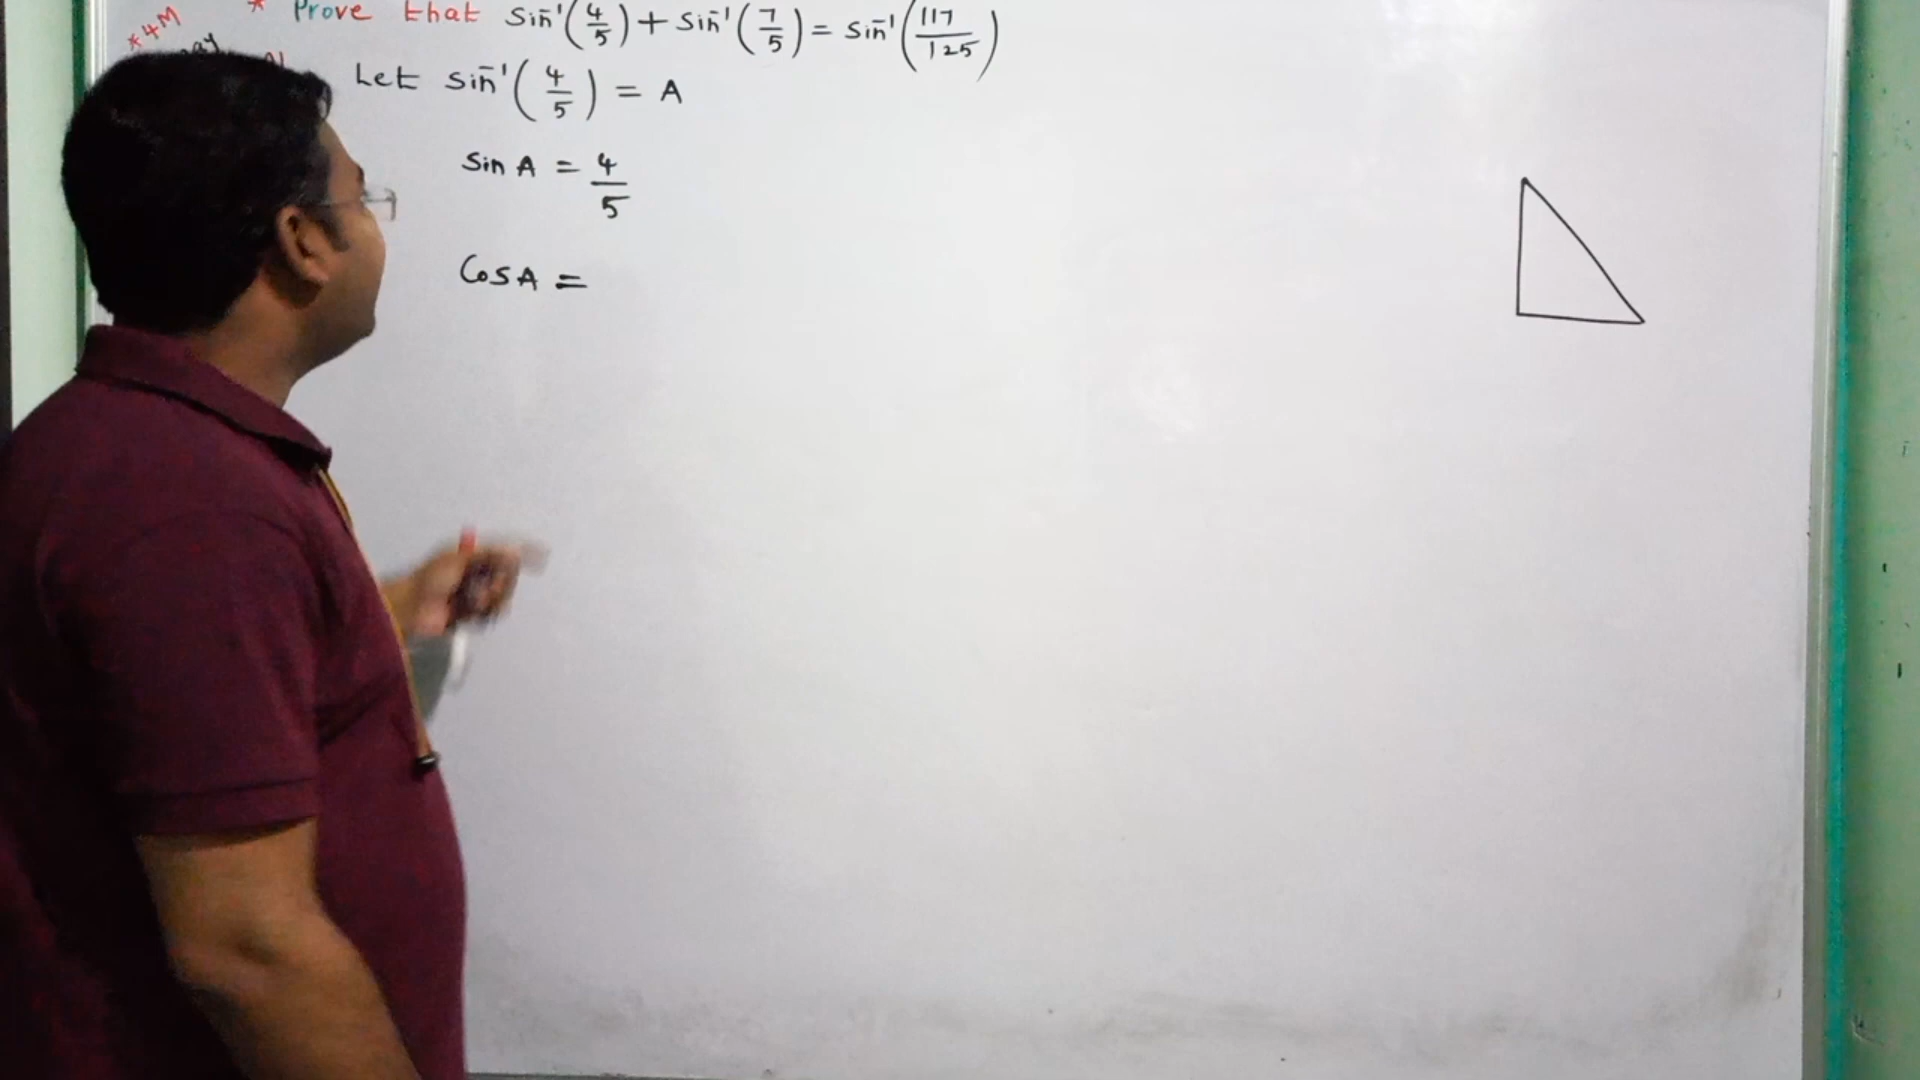 *4M
* Prove that sin⁻¹(4/5) + sin⁻¹(7/5) = sin⁻¹(117/125)
Let sin⁻¹(4/5) = A
sin A = 4/5
Cos A =